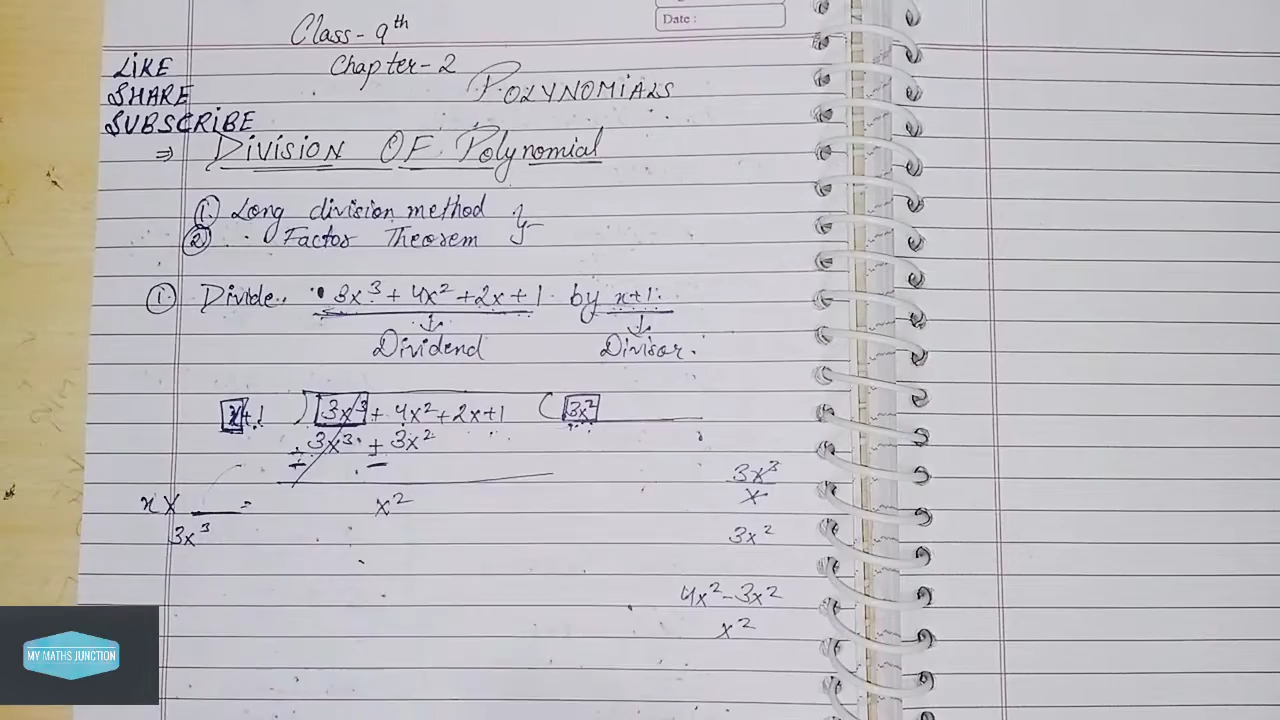 Date :
Class-9th
LIKE
Chapter-2
SHARE
POLYNOMIALS
SUBSCRIBE
⇒ DIVISION OF Polynomial
① Long division method
② Factor Theorem
① Divide 3x³ + 4x² + 2x + 1 by x+1.
↓ ↓
Dividend Divisor.
x+1 ) 3x³ + 4x² + 2x + 1 ( 3x²
3x³ + 3x²
- -
3x³
x
x × ___ = x²
3x³ 3x²
4x² - 3x²
x²
MY MATHS JUNCTION